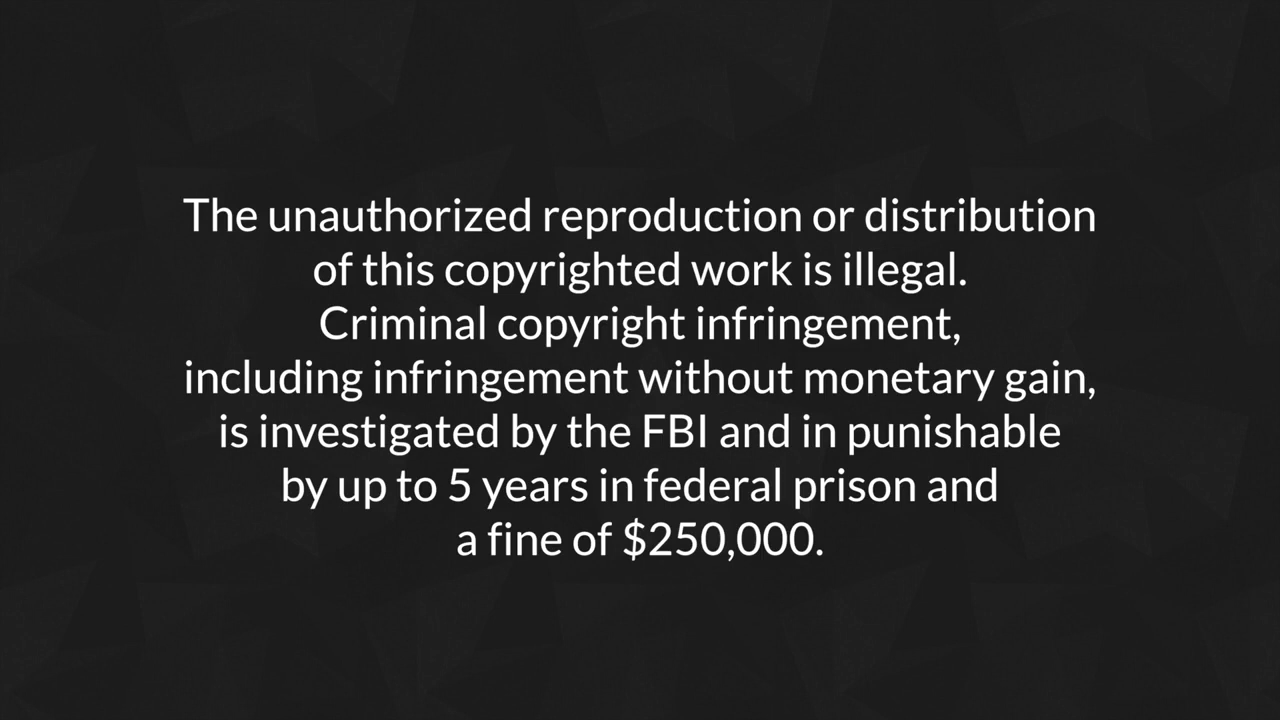 The unauthorized reproduction or distribution
of this copyrighted work is illegal.
Criminal copyright infringement,
including infringement without monetary gain,
is investigated by the FBI and in punishable
by up to 5 years in federal prison and
a fine of $250,000.